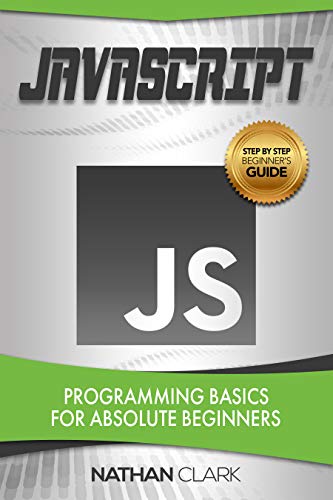 JAVASCRIPT
STEP BY STEP
BEGINNER'S
GUIDE
JS
PROGRAMMING BASICS
FOR ABSOLUTE BEGINNERS
NATHAN CLARK